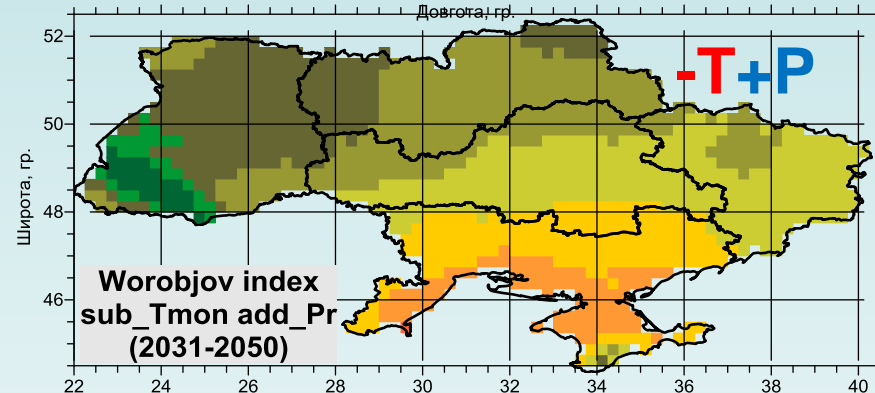 Довгота, гр.
52
-T+P
50
Широта, гр.
48
46
Worobjov index
sub_Tmon add_Pr
(2031-2050)
22 24 26 28 30 32 34 36 38 40